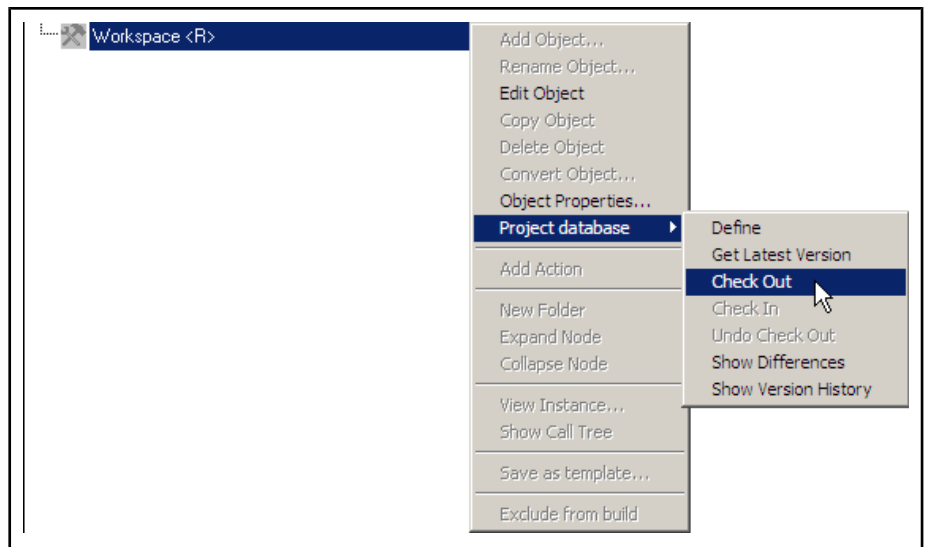 Workspace <R>
Add Object...
Rename Object...
Edit Object
Copy Object
Delete Object
Convert Object...
Object Properties...
Project database
Add Action
New Folder
Expand Node
Collapse Node
View Instance...
Show Call Tree
Save as template...
Exclude from build
Define
Get Latest Version
Check Out
Check In
Undo Check Out
Show Differences
Show Version History